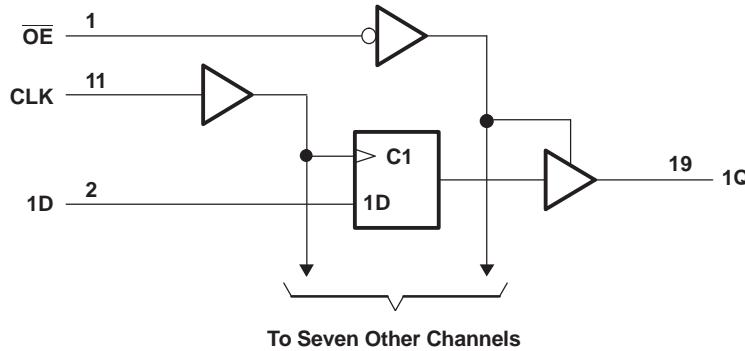 OE 1
CLK 11
C1
1D 2 1D
19 1Q
To Seven Other Channels